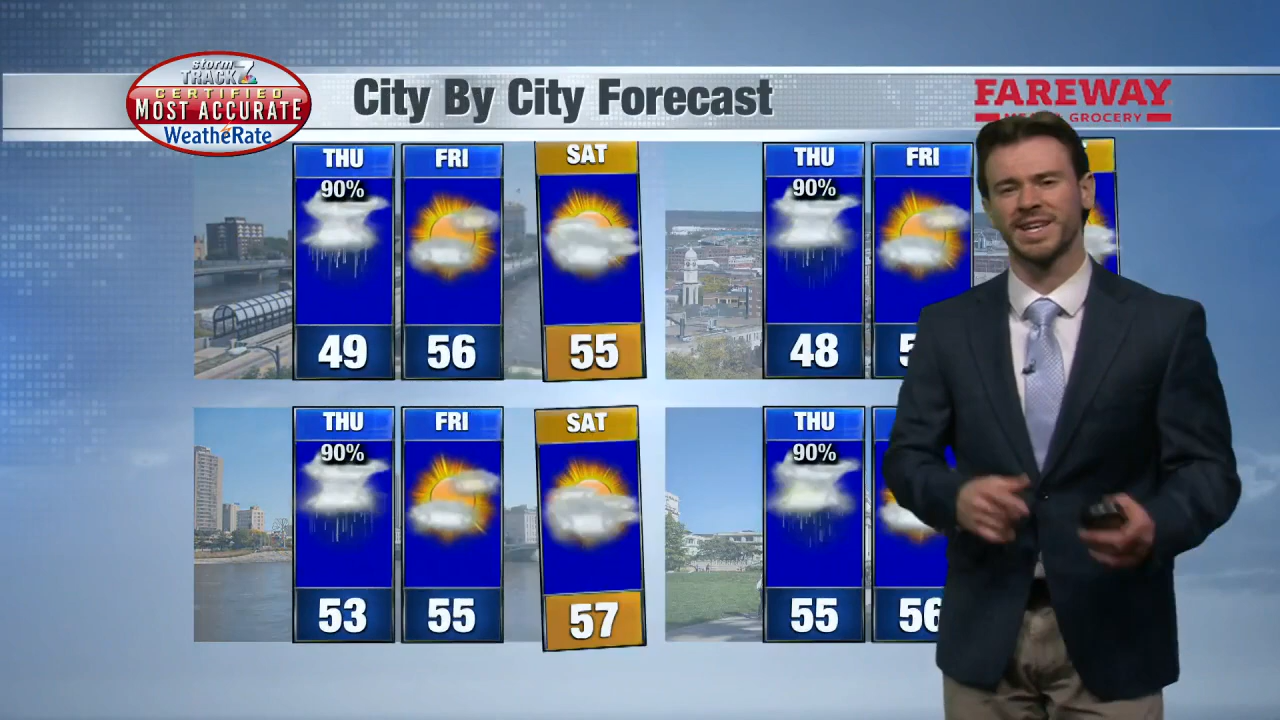 storm
TRACK 7
CERTIFIED
MOST ACCURATE
WeatheRate
City By City Forecast
FAREWAY
GROCERY
THU FRI SAT
90%
49 56 55
THU FRI
90%
48 5
THU FRI SAT
90%
53 55 57
THU
90%
55 56